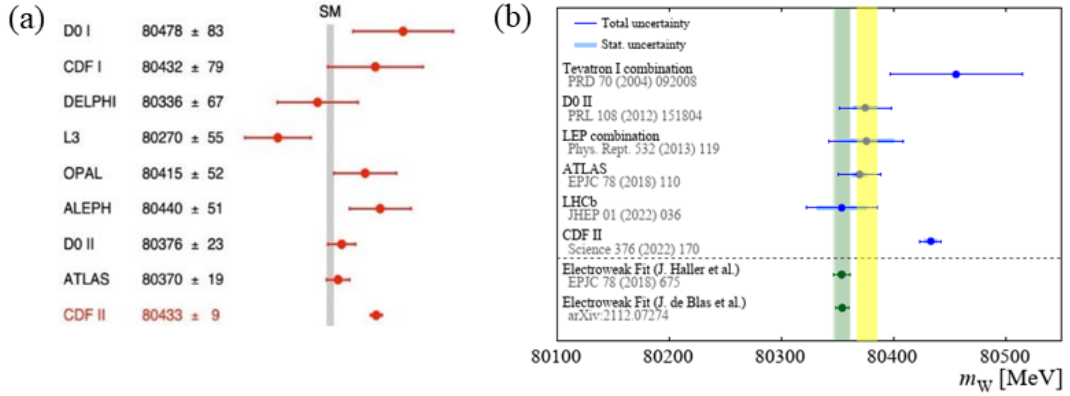 (a)
SM
D0 I 80478 ± 83
CDF I 80432 ± 79
DELPHI 80336 ± 67
L3 80270 ± 55
OPAL 80415 ± 52
ALEPH 80440 ± 51
D0 II 80376 ± 23
ATLAS 80370 ± 19
CDF II 80433 ± 9
(b)
Total uncertainty
Stat. uncertainty
Tevatron I combination
PRD 70 (2004) 092008
D0 II
PRL 108 (2012) 151804
LEP combination
Phys. Rept. 532 (2013) 119
ATLAS
EPJC 78 (2018) 110
LHCb
JHEP 01 (2022) 036
CDF II
Science 376 (2022) 170
Electroweak Fit (J. Haller et al.)
EPJC 78 (2018) 675
Electroweak Fit (J. de Blas et al.)
arXiv:2112.07274
80100 80200 80300 80400 80500
m_W [MeV]